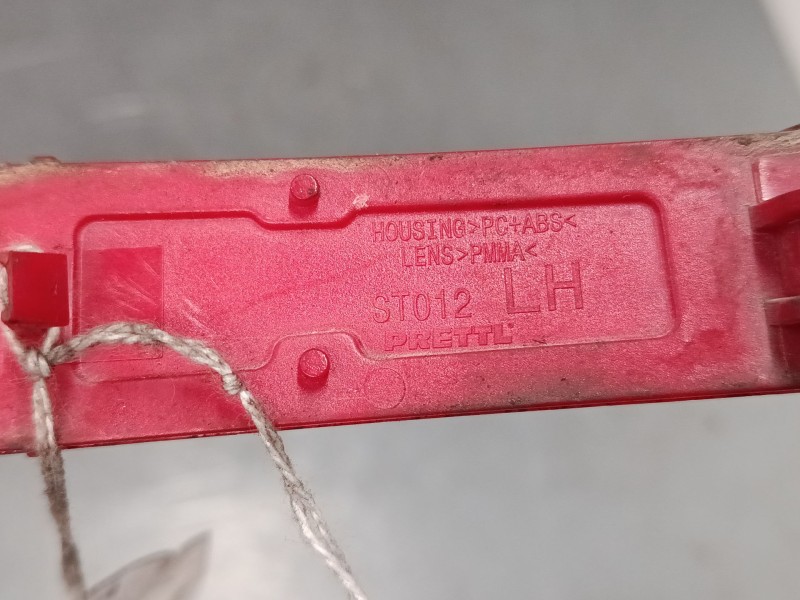 HOUSING>PC+ABS<
LENS>PMMA<
ST012 LH
PRETTL